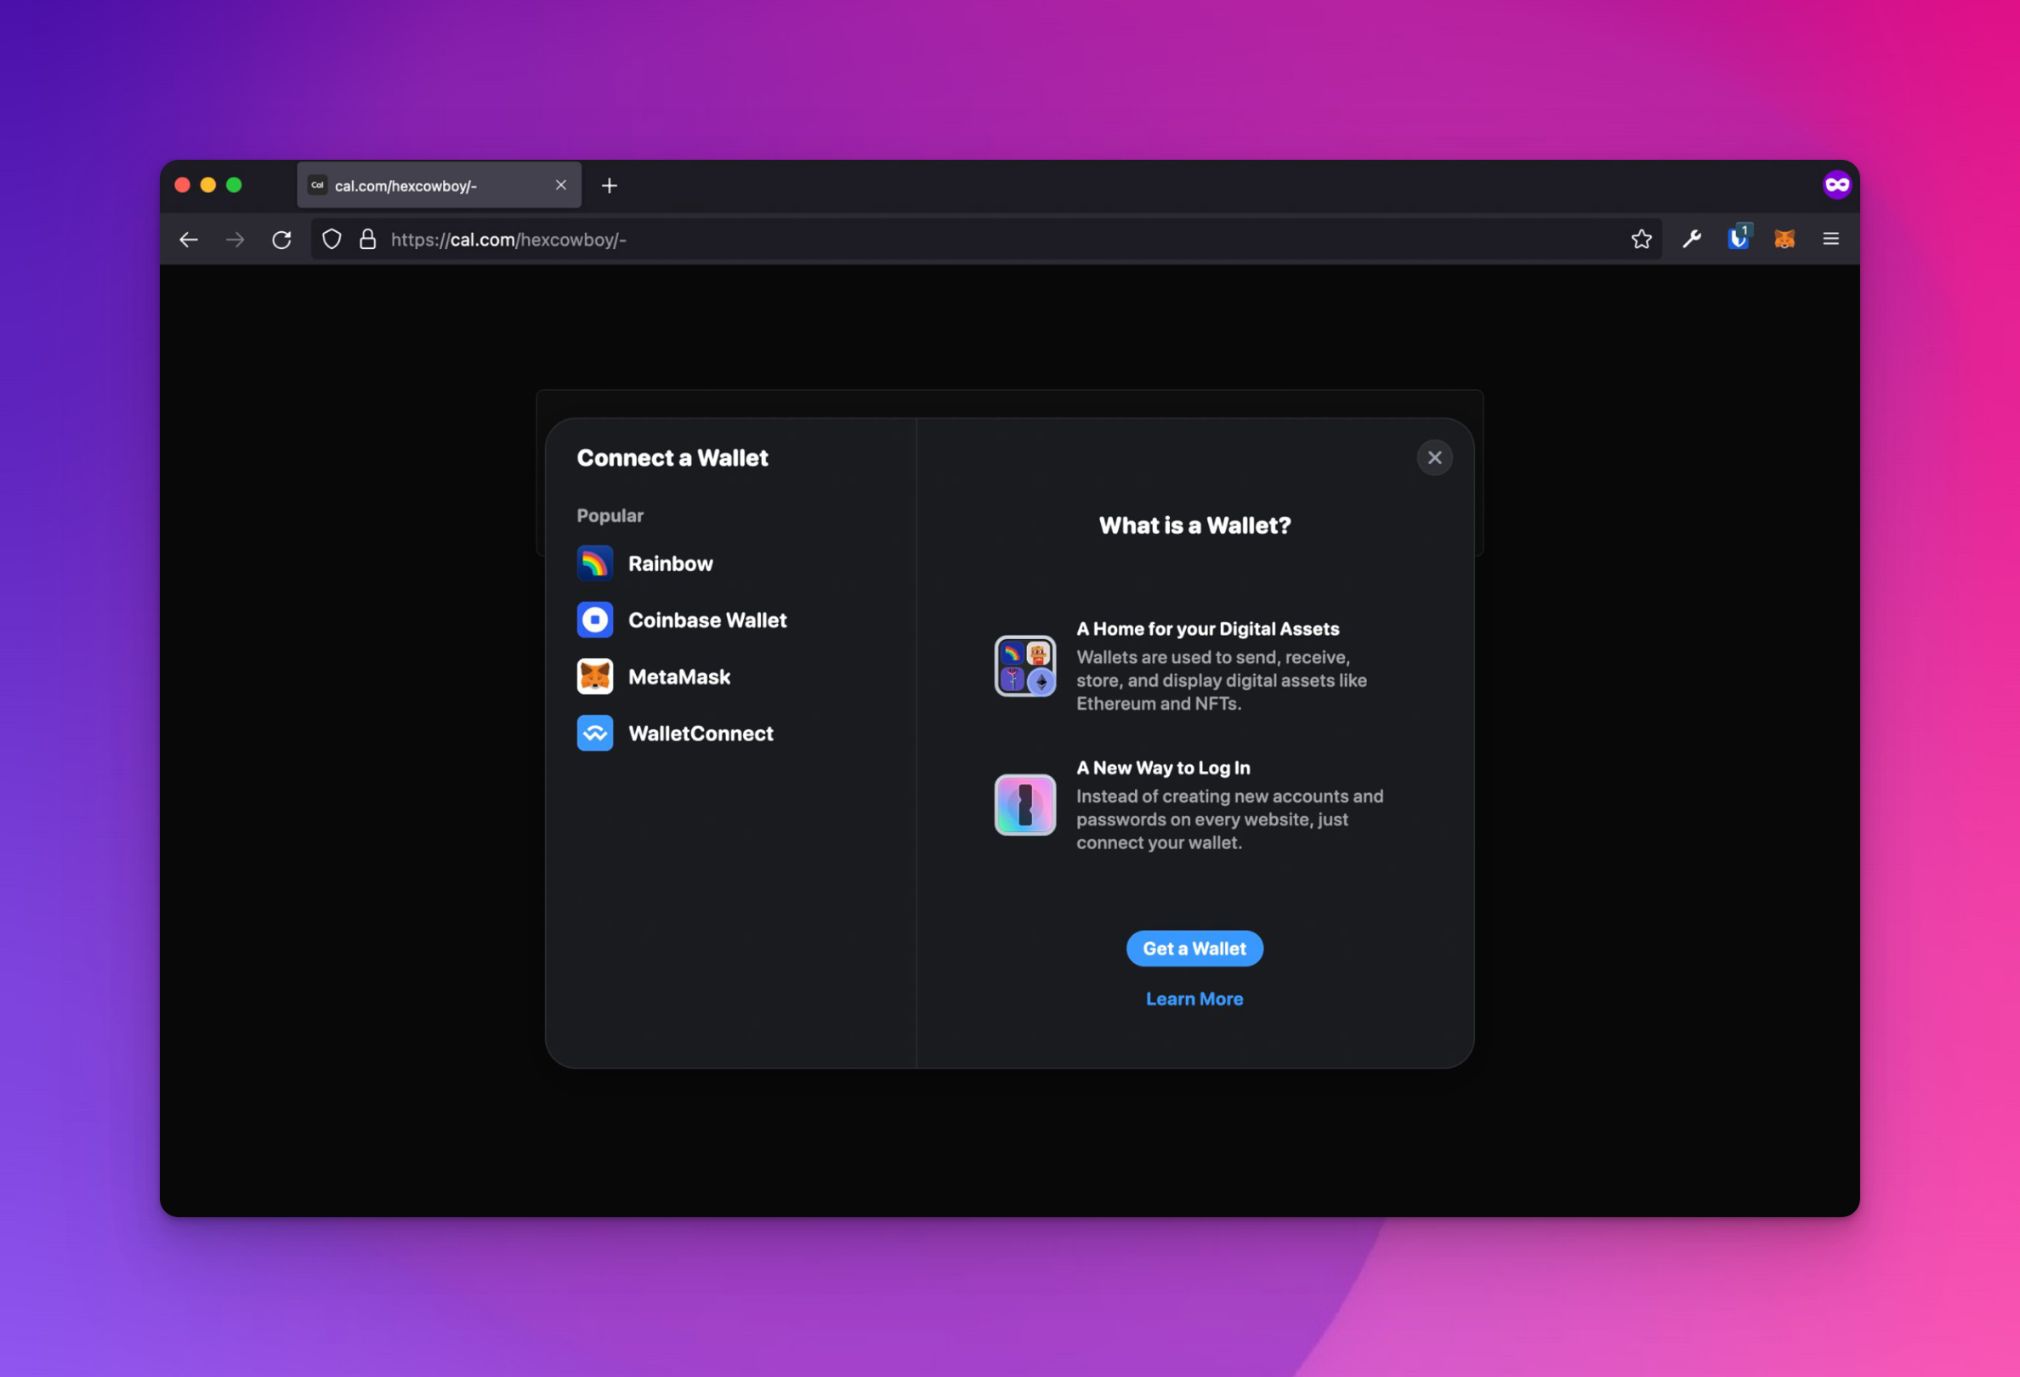 Cal cal.com/hexcowboy/-
https://cal.com/hexcowboy/-
1
Connect a Wallet
Popular
Rainbow
Coinbase Wallet
MetaMask
WalletConnect
What is a Wallet?
A Home for your Digital Assets
Wallets are used to send, receive,
store, and display digital assets like
Ethereum and NFTs.
A New Way to Log In
Instead of creating new accounts and
passwords on every website, just
connect your wallet.
Get a Wallet
Learn More